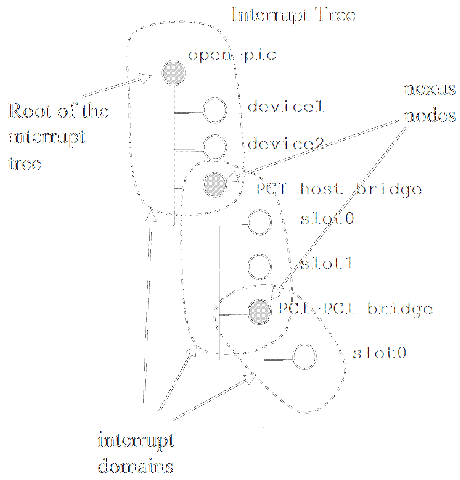 Interrupt Tree
open-pic
Root of the
interrupt
tree
device1
device2
nexus
nodes
PCI host bridge
slot0
slot1
PCI-PCI bridge
slot0
interrupt
domains